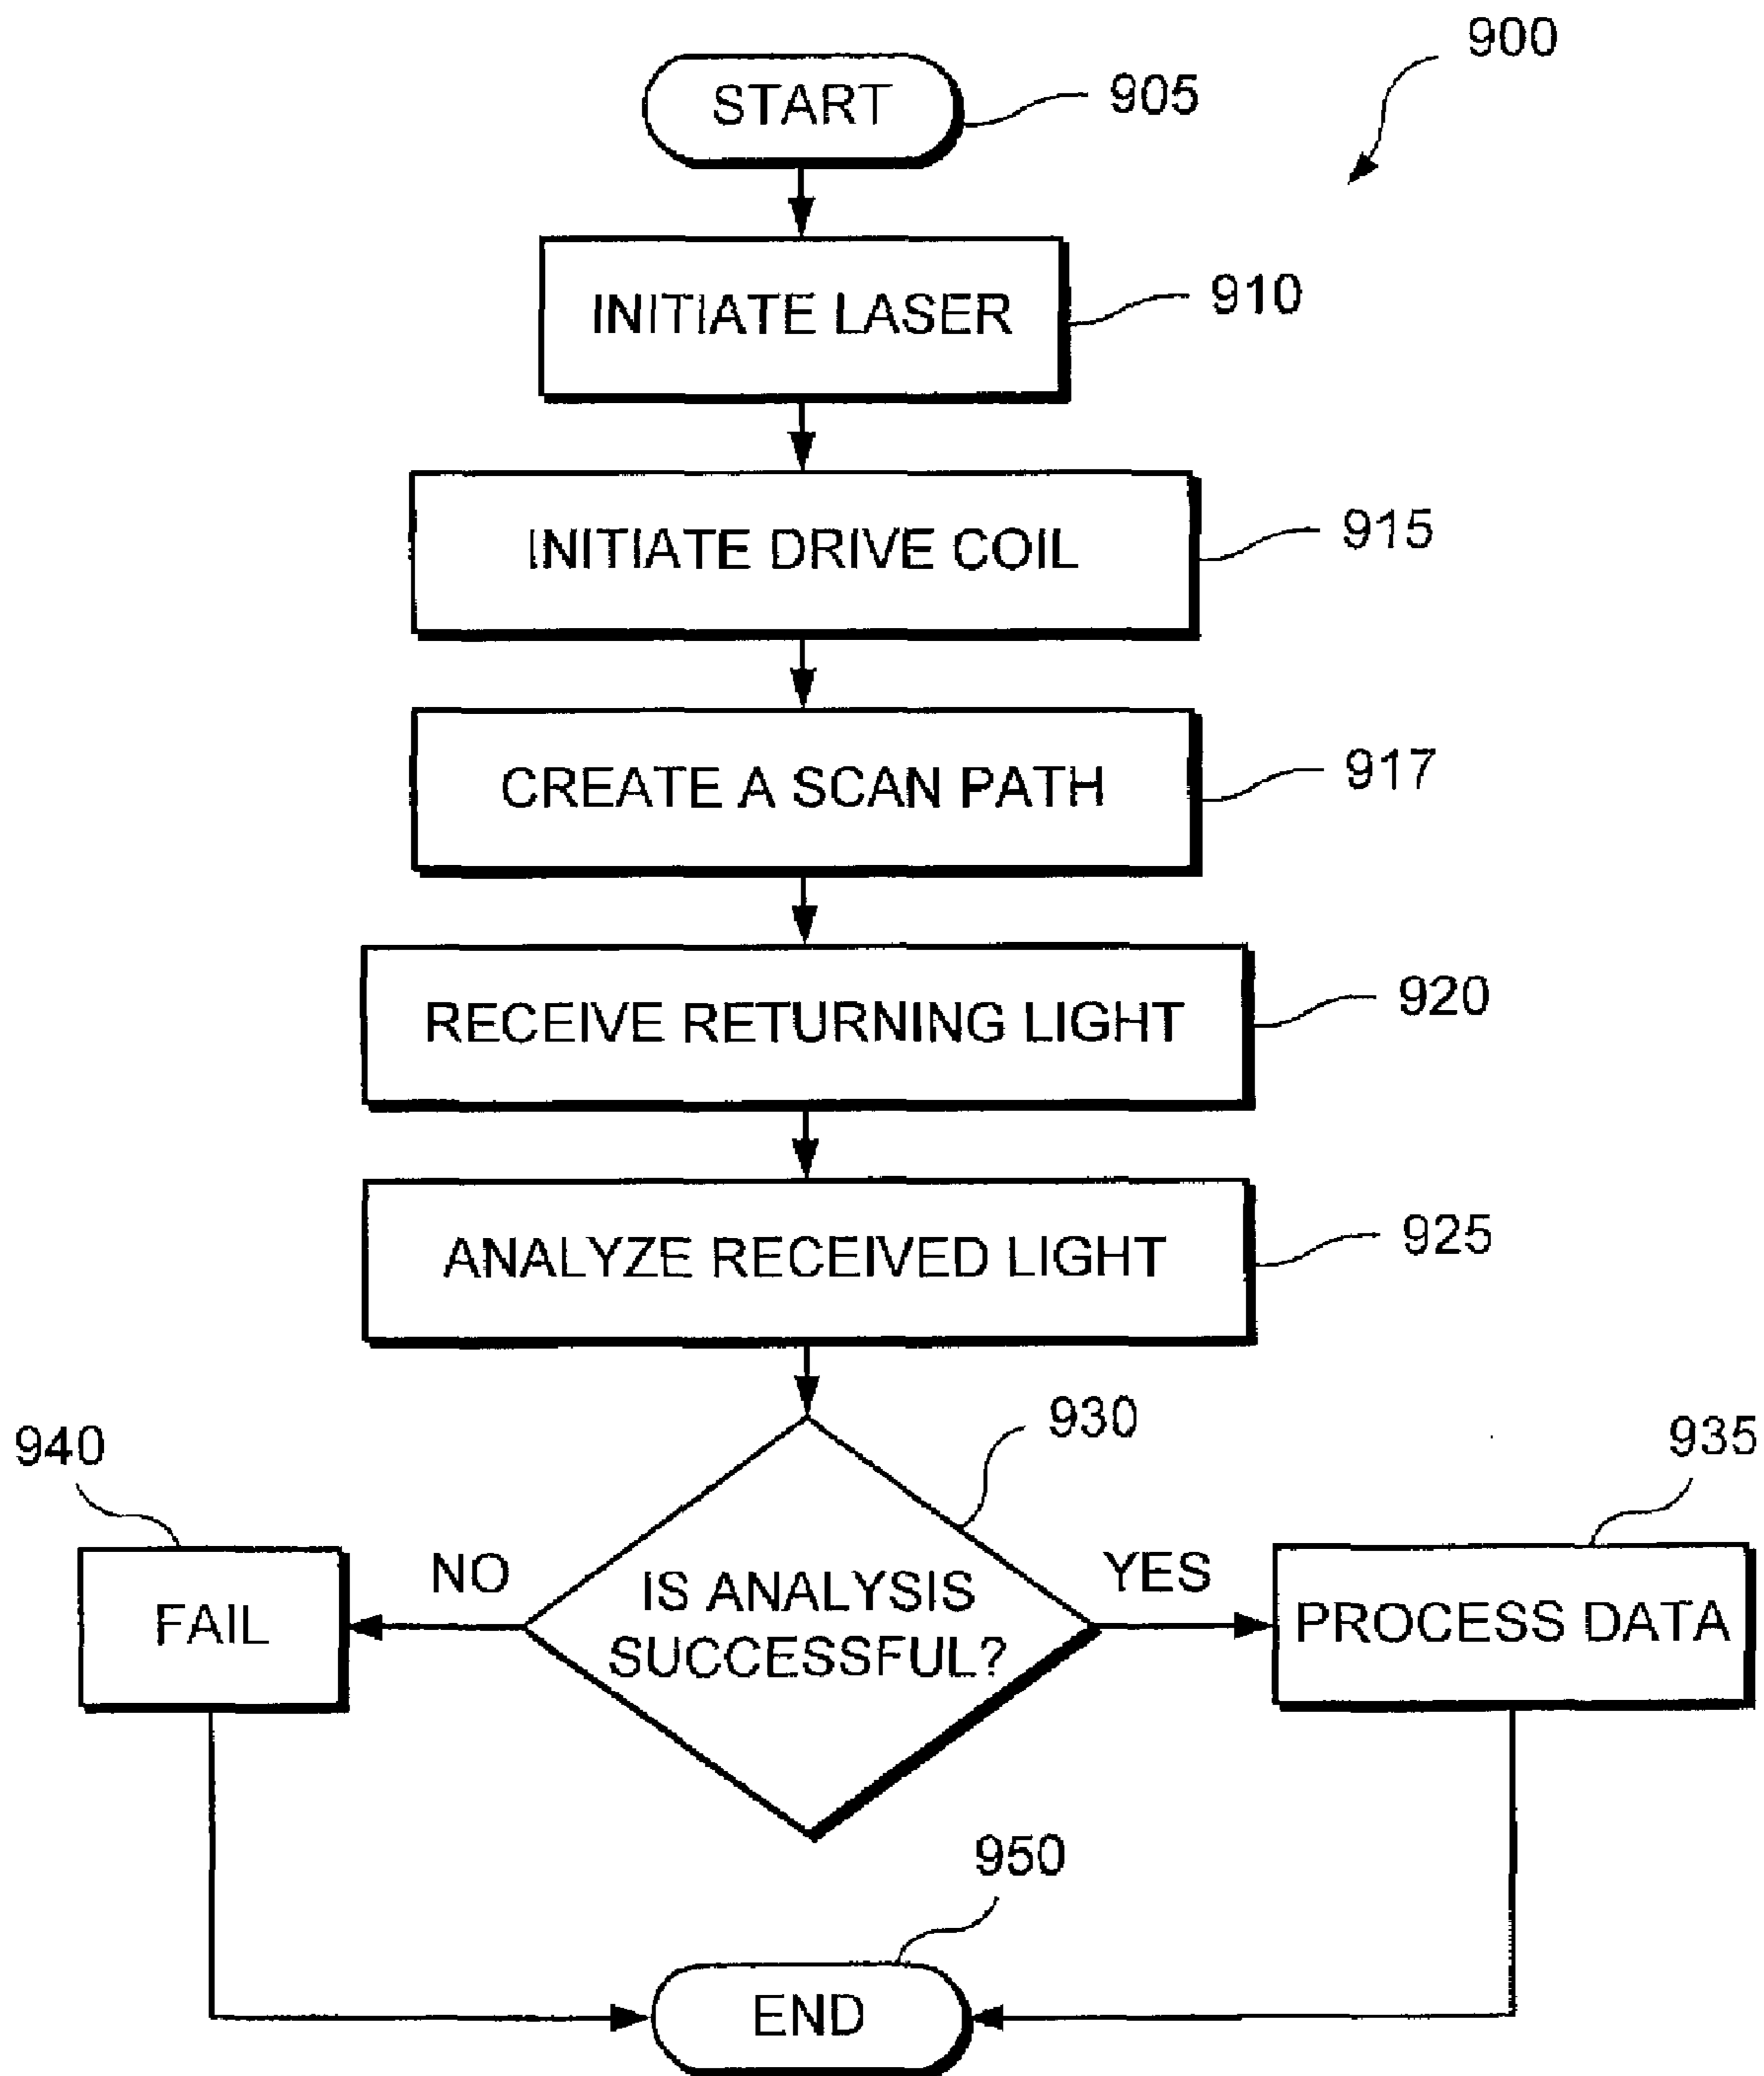 900
START
905
INITIATE LASER
910
INITIATE DRIVE COIL
915
CREATE A SCAN PATH
917
RECEIVE RETURNING LIGHT
920
ANALYZE RECEIVED LIGHT
925
930
940
935
NO
YES
IS ANALYSIS
SUCCESSFUL?
FAIL
PROCESS DATA
950
END